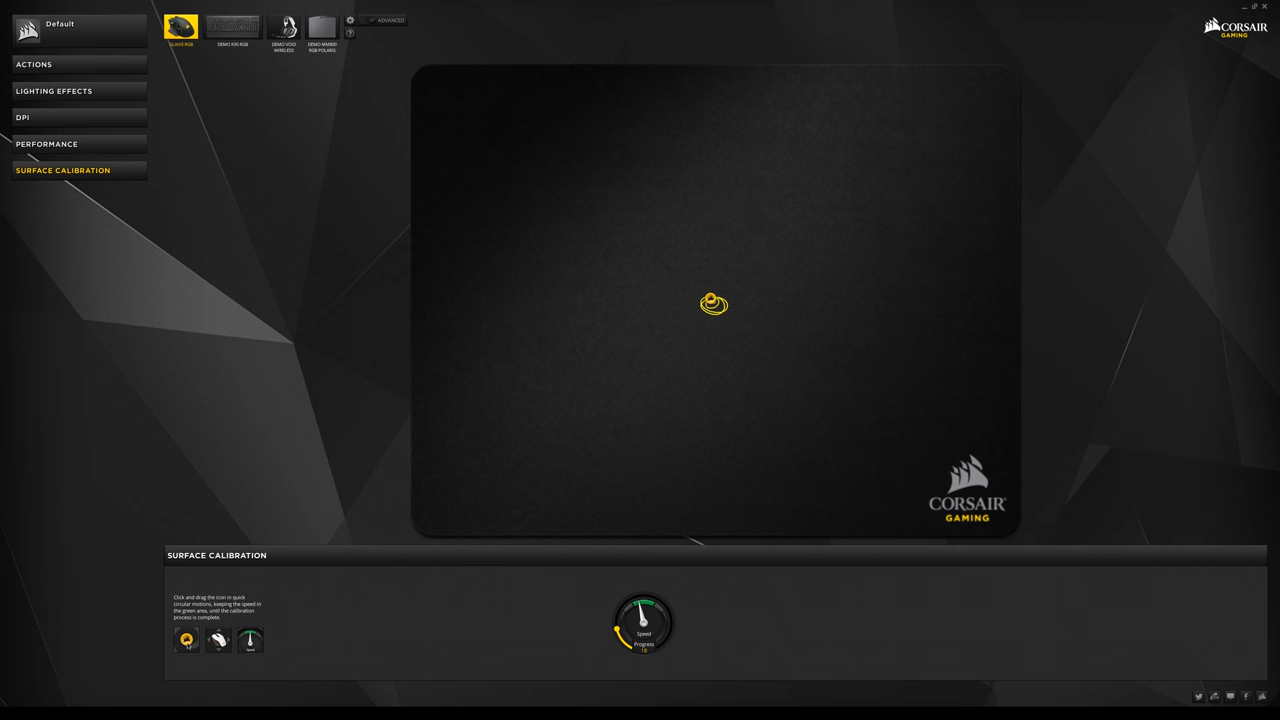 Default
ACTIONS
LIGHTING EFFECTS
DPI
PERFORMANCE
SURFACE CALIBRATION
GLAIVE RGB
DEMO K95 RGB
DEMO VOID
WIRELESS
DEMO MM800
RGB POLARIS
ADVANCED
CORSAIR
GAMING
CORSAIR
GAMING
SURFACE CALIBRATION
Click and drag the icon in quick
circular motions, keeping the speed in
the green area, until the calibration
process is complete.
Speed
Speed
Progress
18